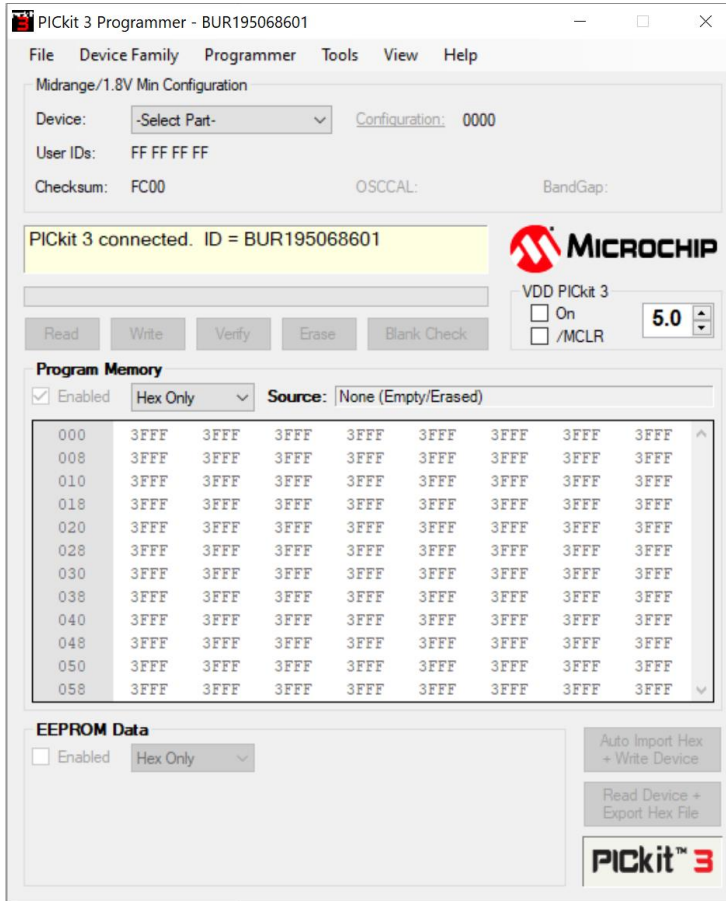 PICkit 3 Programmer - BUR195068601
File Device Family Programmer Tools View Help
Midrange/1.8V Min Configuration
Device: -Select Part- Configuration: 0000
User IDs: FF FF FF FF
Checksum: FC00 OSCCAL: BandGap:
PICkit 3 connected. ID = BUR195068601
MICROCHIP
VDD PICkit 3
On
/MCLR
5.0
Read Write Verify Erase Blank Check
Program Memory
Enabled Hex Only Source: None (Empty/Erased)
000 3FFF 3FFF 3FFF 3FFF 3FFF 3FFF 3FFF 3FFF
008 3FFF 3FFF 3FFF 3FFF 3FFF 3FFF 3FFF 3FFF
010 3FFF 3FFF 3FFF 3FFF 3FFF 3FFF 3FFF 3FFF
018 3FFF 3FFF 3FFF 3FFF 3FFF 3FFF 3FFF 3FFF
020 3FFF 3FFF 3FFF 3FFF 3FFF 3FFF 3FFF 3FFF
028 3FFF 3FFF 3FFF 3FFF 3FFF 3FFF 3FFF 3FFF
030 3FFF 3FFF 3FFF 3FFF 3FFF 3FFF 3FFF 3FFF
038 3FFF 3FFF 3FFF 3FFF 3FFF 3FFF 3FFF 3FFF
040 3FFF 3FFF 3FFF 3FFF 3FFF 3FFF 3FFF 3FFF
048 3FFF 3FFF 3FFF 3FFF 3FFF 3FFF 3FFF 3FFF
050 3FFF 3FFF 3FFF 3FFF 3FFF 3FFF 3FFF 3FFF
058 3FFF 3FFF 3FFF 3FFF 3FFF 3FFF 3FFF 3FFF
EEPROM Data
Enabled Hex Only
Auto Import Hex
+ Write Device
Read Device +
Export Hex File
PICkit™ 3